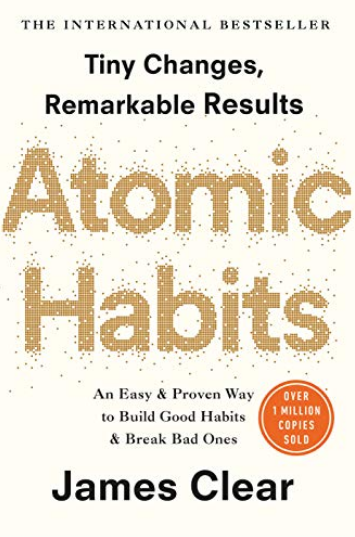 THE INTERNATIONAL BESTSELLER
Tiny Changes,
Remarkable Results
Atomic
Habits
An Easy & Proven Way
to Build Good Habits
& Break Bad Ones
OVER
1 MILLION
COPIES
SOLD
James Clear